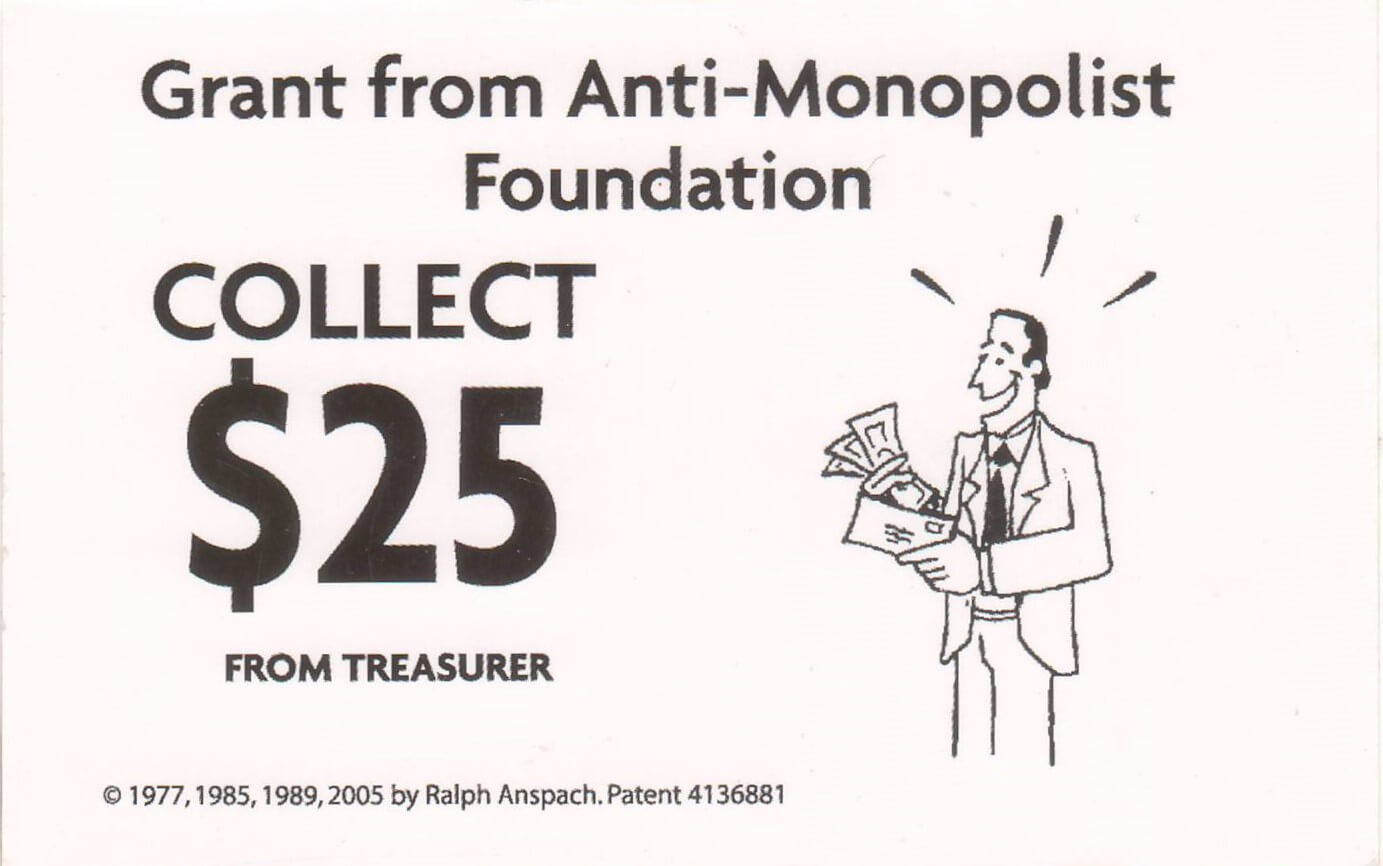 Grant from Anti-Monopolist
Foundation
COLLECT
$25
FROM TREASURER
© 1977, 1985, 1989, 2005 by Ralph Anspach. Patent 4136881